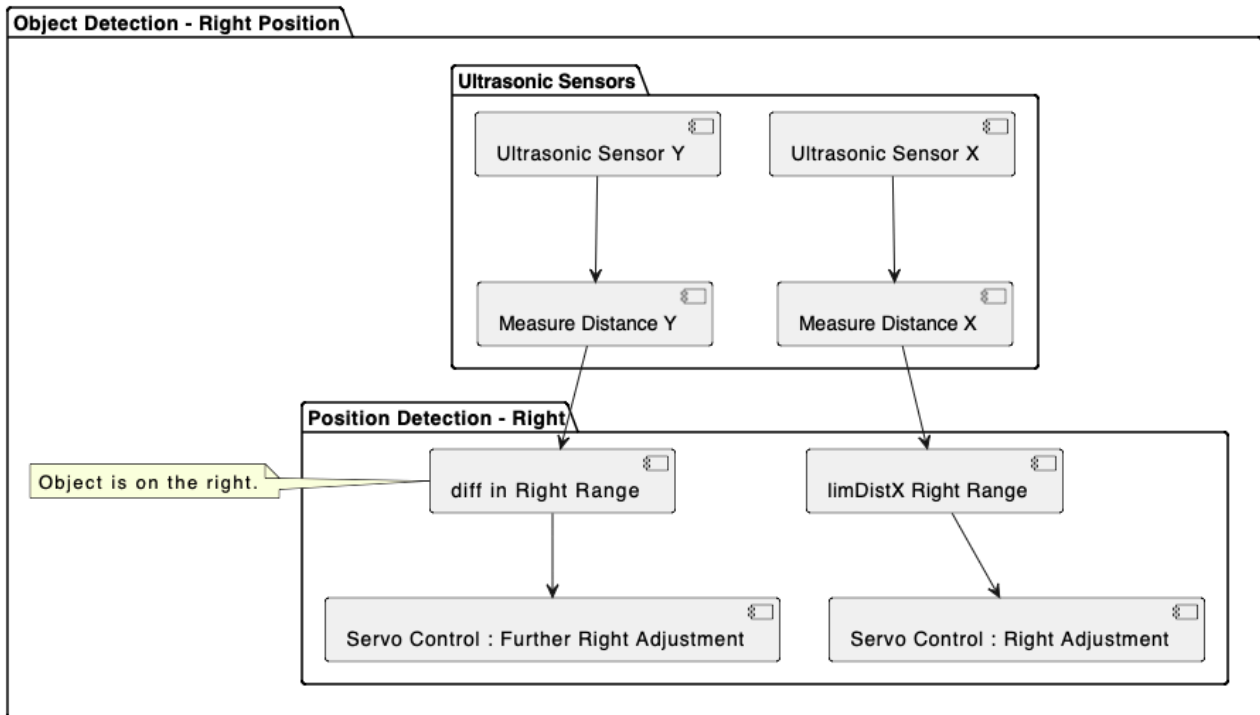 Object Detection - Right Position
Ultrasonic Sensors
Ultrasonic Sensor Y
Ultrasonic Sensor X
Measure Distance Y
Measure Distance X
Position Detection - Right
Object is on the right.
diff in Right Range
limDistX Right Range
Servo Control : Further Right Adjustment
Servo Control : Right Adjustment